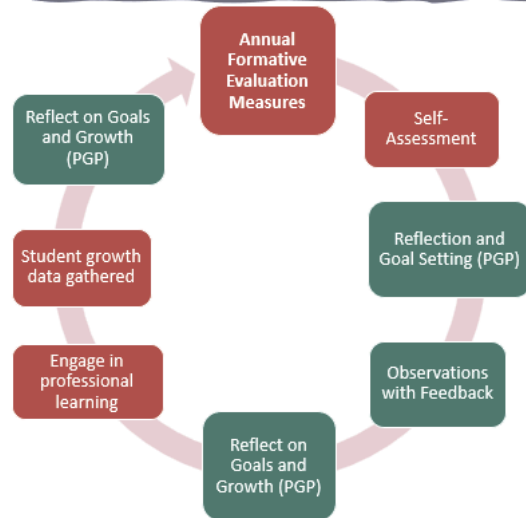 Annual
Formative
Evaluation
Measures
Self-
Assessment
Reflection and
Goal Setting (PGP)
Observations
with Feedback
Reflect on
Goals and
Growth (PGP)
Engage in
professional
learning
Student growth
data gathered
Reflect on Goals
and Growth
(PGP)